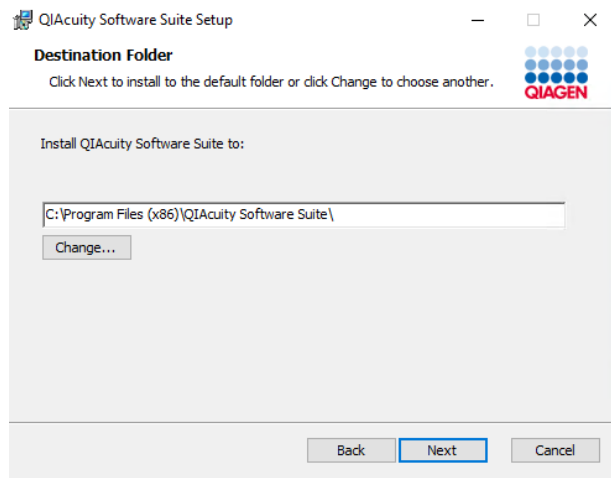 QIAcuity Software Suite Setup
Destination Folder
Click Next to install to the default folder or click Change to choose another.
QIAGEN
Install QIAcuity Software Suite to:
C:\Program Files (x86)\QIAcuity Software Suite\
Change...
Back Next Cancel